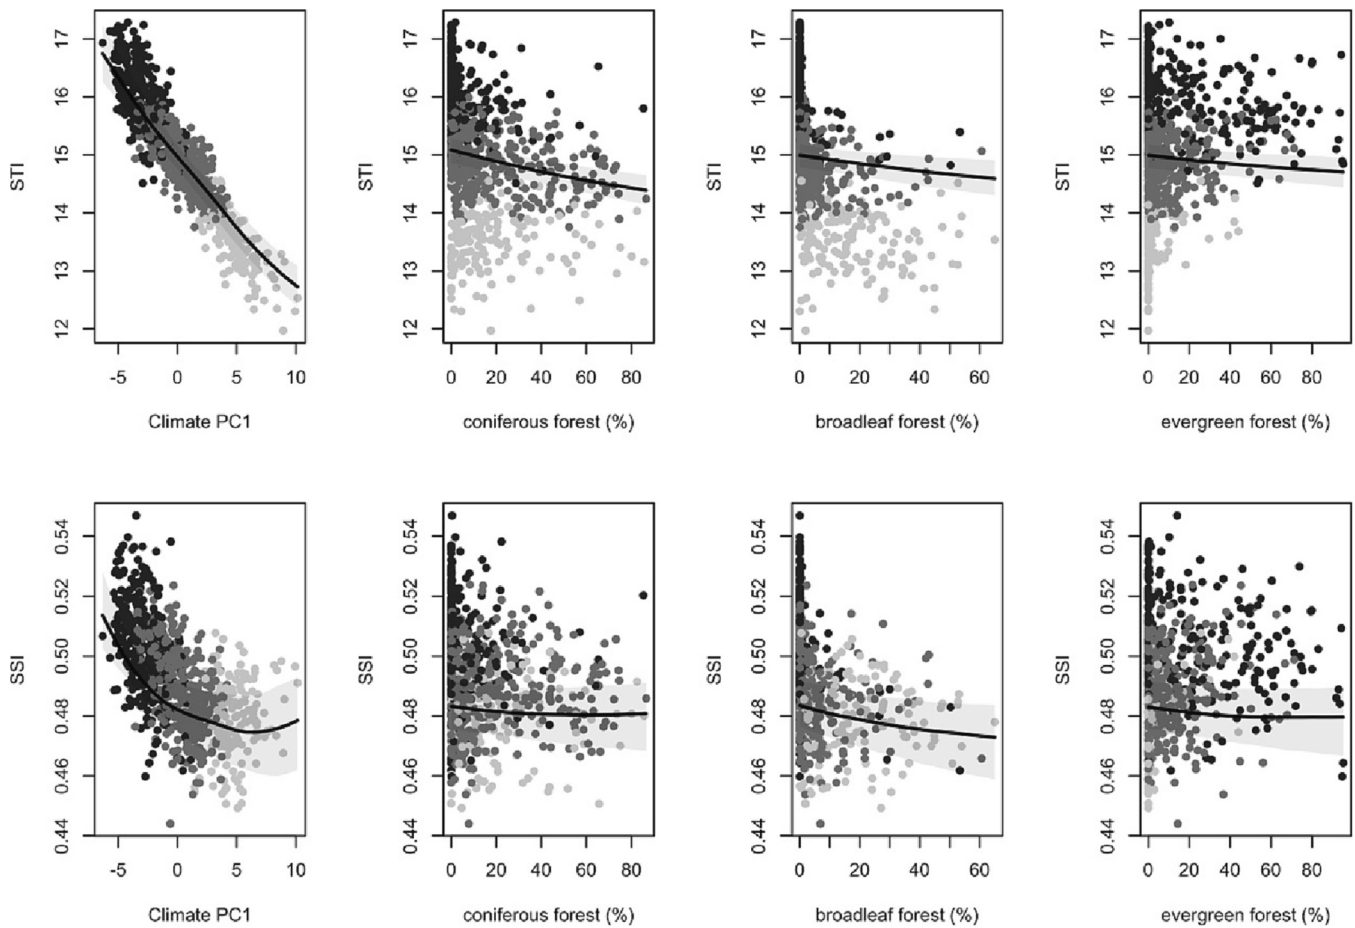 17
16
15
14
13
12
STI
-5 0 5 10
Climate PC1
17
16
15
14
13
12
STI
0 20 40 60 80
coniferous forest (%)
17
16
15
14
13
12
STI
0 20 40 60
broadleaf forest (%)
17
16
15
14
13
12
STI
0 20 40 60 80
evergreen forest (%)
0.54
0.52
0.50
0.48
0.46
0.44
SSI
-5 0 5 10
Climate PC1
0.54
0.52
0.50
0.48
0.46
0.44
SSI
0 20 40 60 80
coniferous forest (%)
0.54
0.52
0.50
0.48
0.46
0.44
SSI
0 20 40 60
broadleaf forest (%)
0.54
0.52
0.50
0.48
0.46
0.44
SSI
0 20 40 60 80
evergreen forest (%)